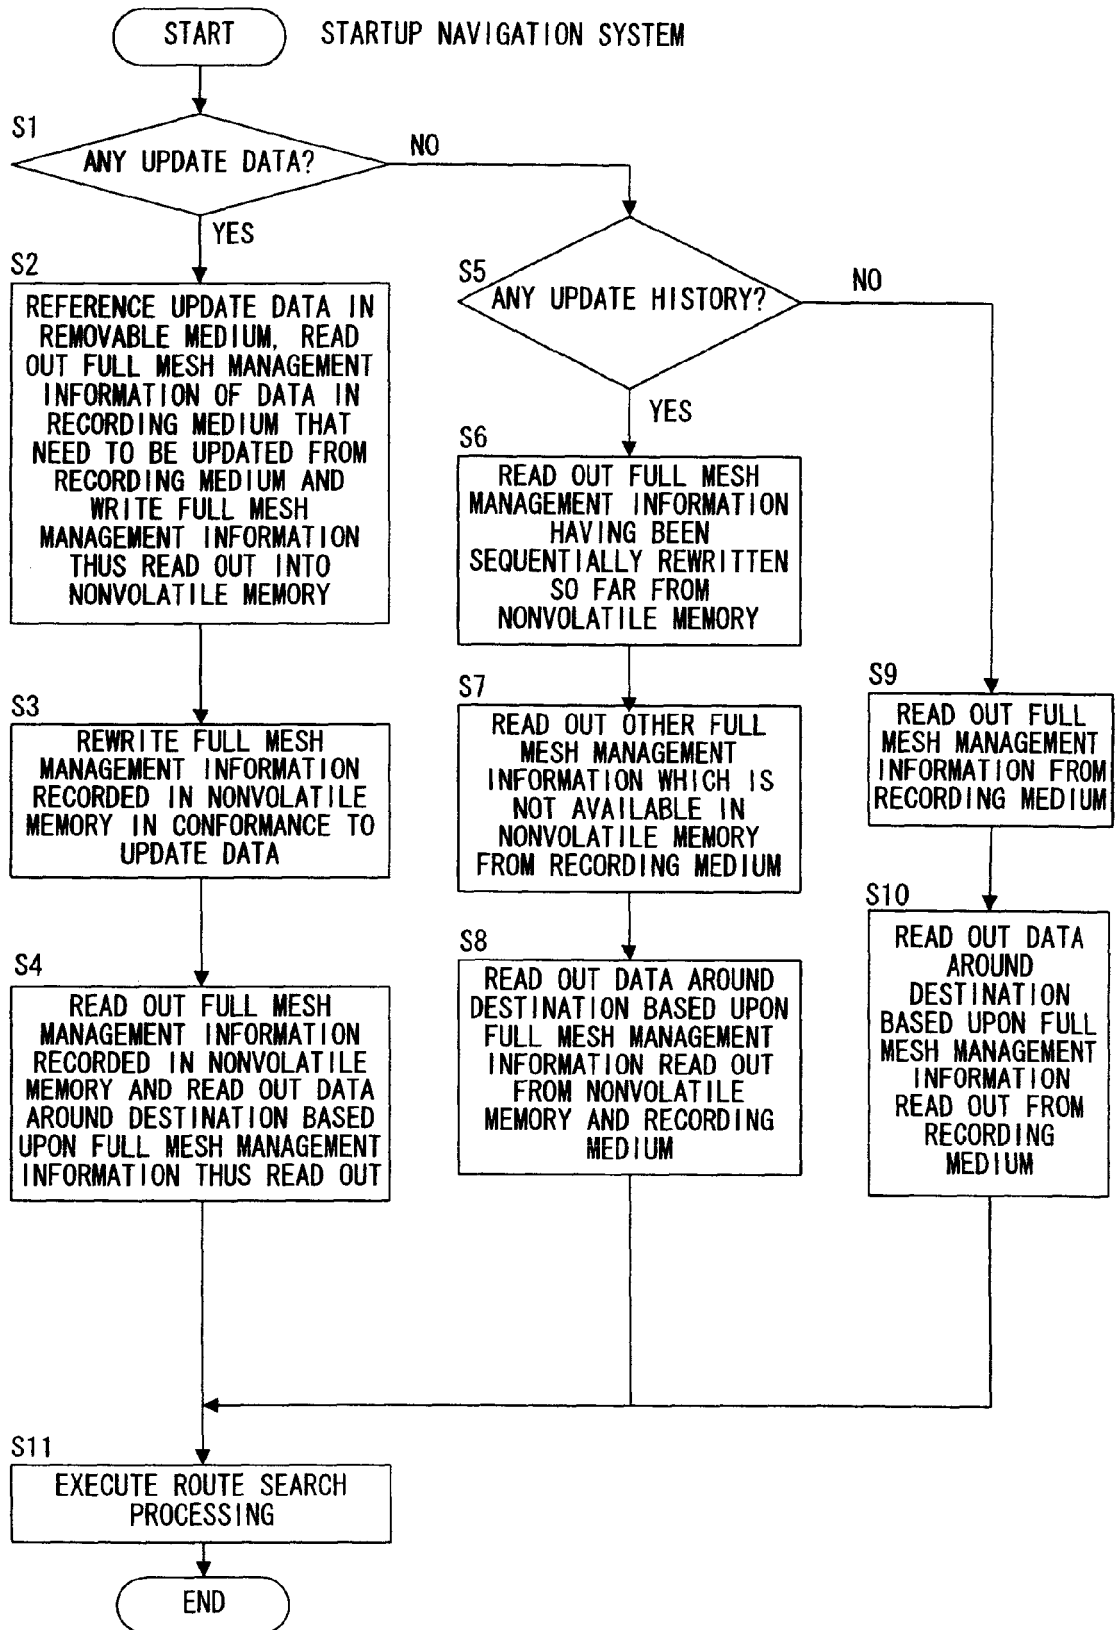 START
STARTUP NAVIGATION SYSTEM
S1
ANY UPDATE DATA?
NO
YES
S2
REFERENCE UPDATE DATA IN
REMOVABLE MEDIUM, READ
OUT FULL MESH MANAGEMENT
INFORMATION OF DATA IN
RECORDING MEDIUM THAT
NEED TO BE UPDATED FROM
RECORDING MEDIUM AND
WRITE FULL MESH
MANAGEMENT INFORMATION
THUS READ OUT INTO
NONVOLATILE MEMORY
S3
REWRITE FULL MESH
MANAGEMENT INFORMATION
RECORDED IN NONVOLATILE
MEMORY IN CONFORMANCE TO
UPDATE DATA
S4
READ OUT FULL MESH
MANAGEMENT INFORMATION
RECORDED IN NONVOLATILE
MEMORY AND READ OUT DATA
AROUND DESTINATION BASED
UPON FULL MESH MANAGEMENT
INFORMATION THUS READ OUT
S5
ANY UPDATE HISTORY?
NO
YES
S6
READ OUT FULL MESH
MANAGEMENT INFORMATION
HAVING BEEN
SEQUENTIALLY REWRITTEN
SO FAR FROM
NONVOLATILE MEMORY
S7
READ OUT OTHER FULL
MESH MANAGEMENT
INFORMATION WHICH IS
NOT AVAILABLE IN
NONVOLATILE MEMORY
FROM RECORDING MEDIUM
S8
READ OUT DATA AROUND
DESTINATION BASED UPON
FULL MESH MANAGEMENT
INFORMATION READ OUT
FROM NONVOLATILE
MEMORY AND RECORDING
MEDIUM
S9
READ OUT FULL
MESH MANAGEMENT
INFORMATION FROM
RECORDING MEDIUM
S10
READ OUT DATA
AROUND
DESTINATION
BASED UPON FULL
MESH MANAGEMENT
INFORMATION
READ OUT FROM
RECORDING
MEDIUM
S11
EXECUTE ROUTE SEARCH
PROCESSING
END